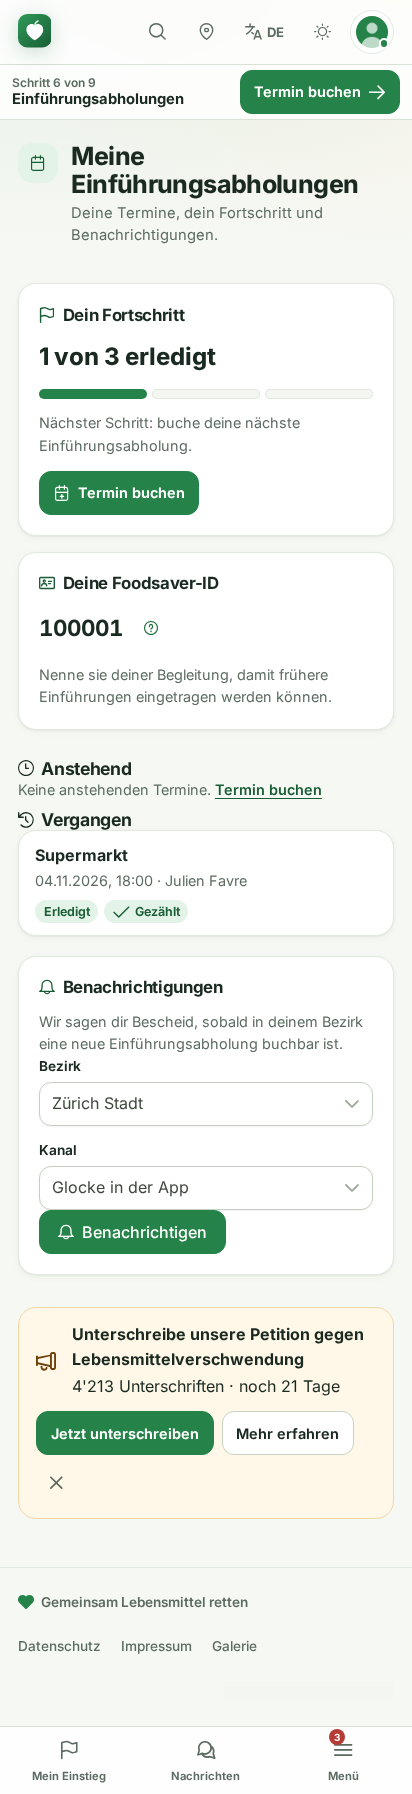 DE
Schritt 6 von 9
Einführungsabholungen
Termin buchen
Meine
Einführungsabholungen
Deine Termine, dein Fortschritt und
Benachrichtigungen.
Dein Fortschritt
1 von 3 erledigt
Nächster Schritt: buche deine nächste
Einführungsabholung.
Termin buchen
Deine Foodsaver-ID
100001
Nenne sie deiner Begleitung, damit frühere
Einführungen eingetragen werden können.
Anstehend
Keine anstehenden Termine. Termin buchen
Vergangen
Supermarkt
04.11.2026, 18:00 · Julien Favre
Erledigt Gezählt
Benachrichtigungen
Wir sagen dir Bescheid, sobald in deinem Bezirk
eine neue Einführungsabholung buchbar ist.
Bezirk
Zürich Stadt
Kanal
Glocke in der App
Benachrichtigen
Unterschreibe unsere Petition gegen
Lebensmittelverschwendung
4'213 Unterschriften · noch 21 Tage
Jetzt unterschreiben Mehr erfahren
Gemeinsam Lebensmittel retten
Datenschutz Impressum Galerie
3
Mein Einstieg Nachrichten Menü